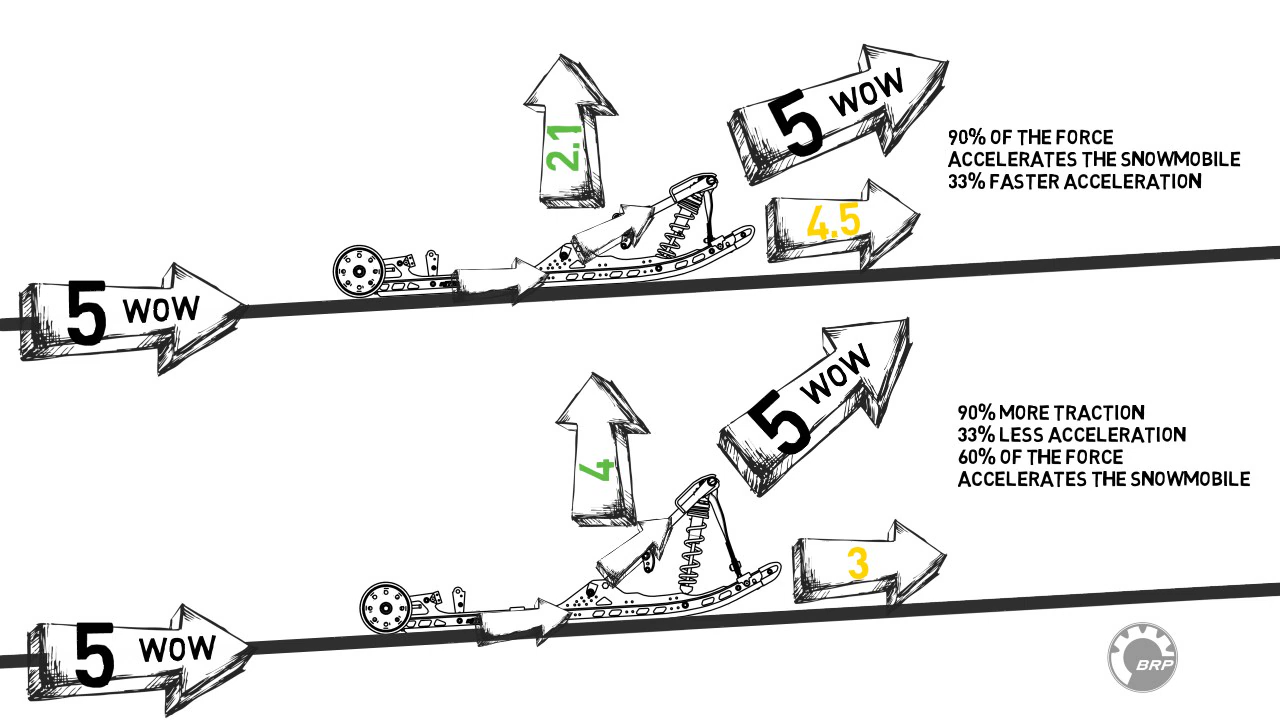 5 WOW
2.1
5 WOW
4.5
90% OF THE FORCE
ACCELERATES THE SNOWMOBILE
33% FASTER ACCELERATION
5 WOW
4
5 WOW
3
90% MORE TRACTION
33% LESS ACCELERATION
60% OF THE FORCE
ACCELERATES THE SNOWMOBILE
BRP